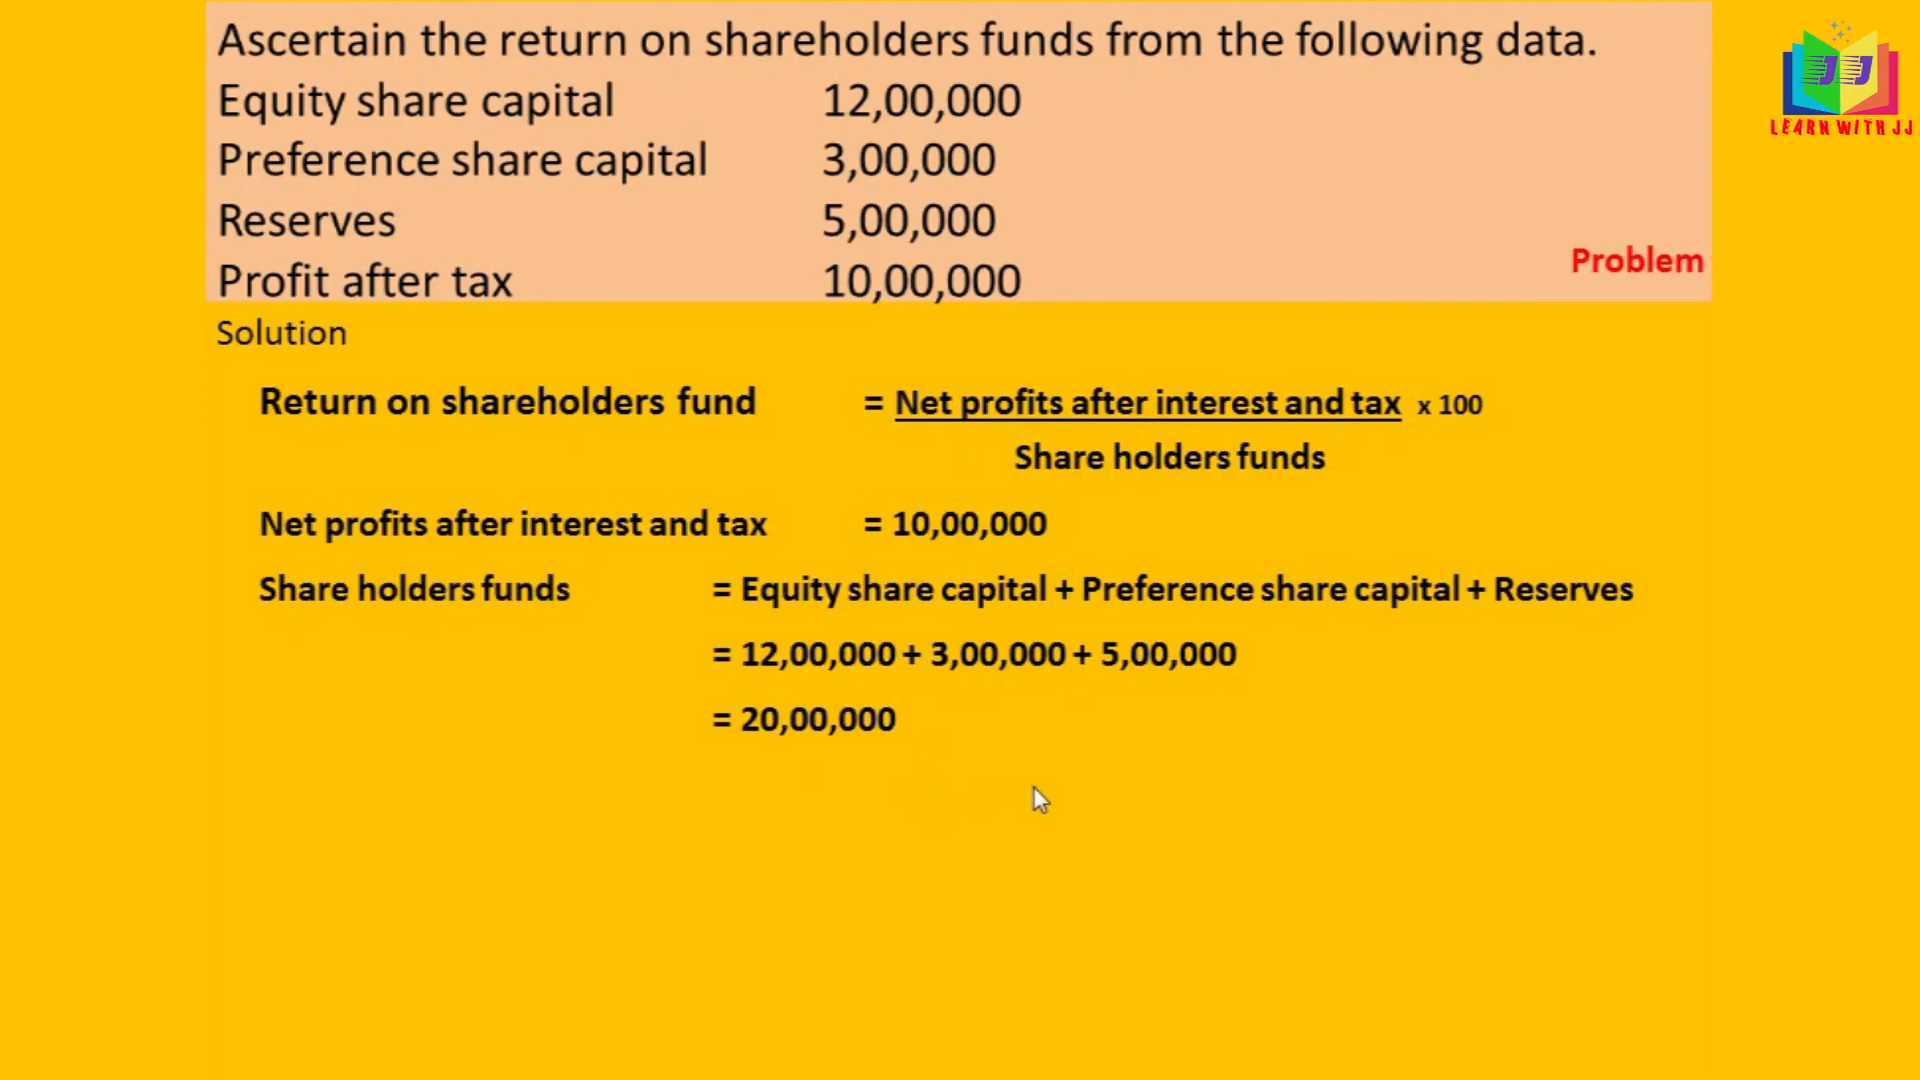 Ascertain the return on shareholders funds from the following data.
Equity share capital 12,00,000
Preference share capital 3,00,000
Reserves 5,00,000
Profit after tax 10,00,000
Problem
JJ
LEARN WITH JJ
Solution
Return on shareholders fund = Net profits after interest and tax x 100
Share holders funds
Net profits after interest and tax = 10,00,000
Share holders funds = Equity share capital + Preference share capital + Reserves
= 12,00,000 + 3,00,000 + 5,00,000
= 20,00,000